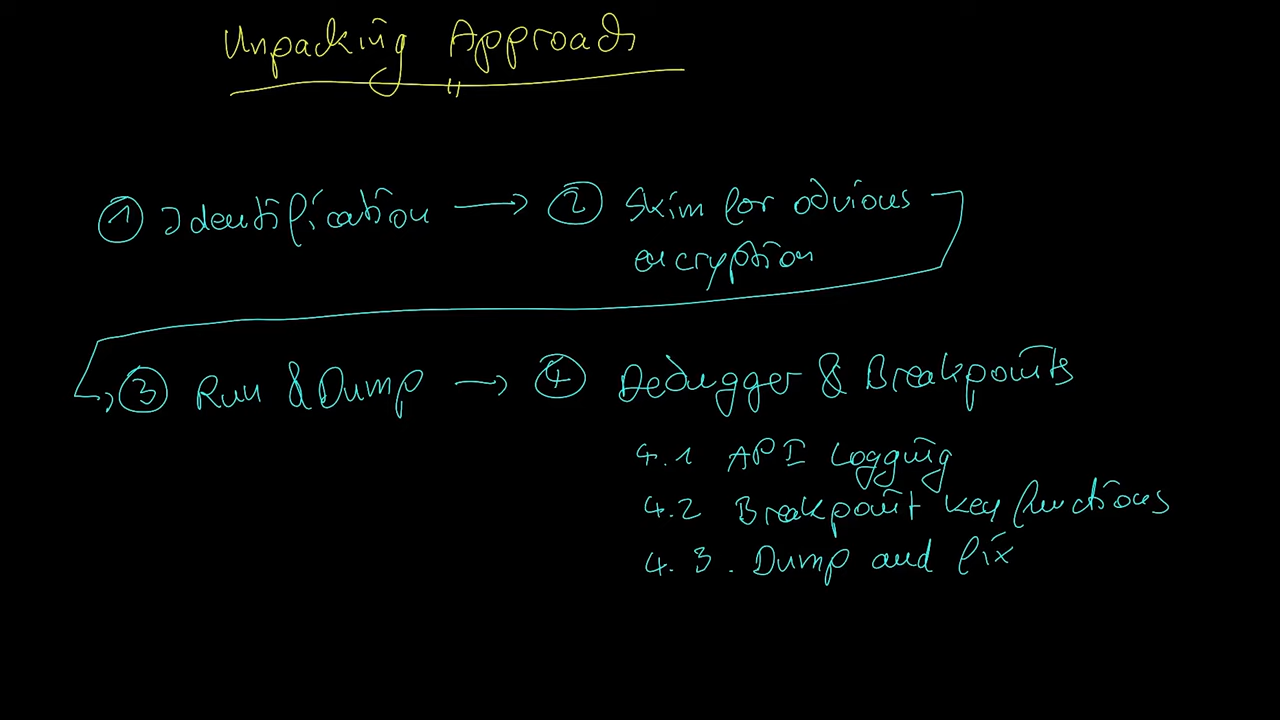 Unpacking Approach
1 Identification → 2 Skim for obvious
encryption
3 Run & Dump → 4 Debugger & Breakpoints
4.1 API Logging
4.2 Breakpoint key functions
4.3. Dump and fix